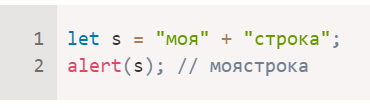 1 let s = "моя" + "строка";
2 alert(s); // моястрока